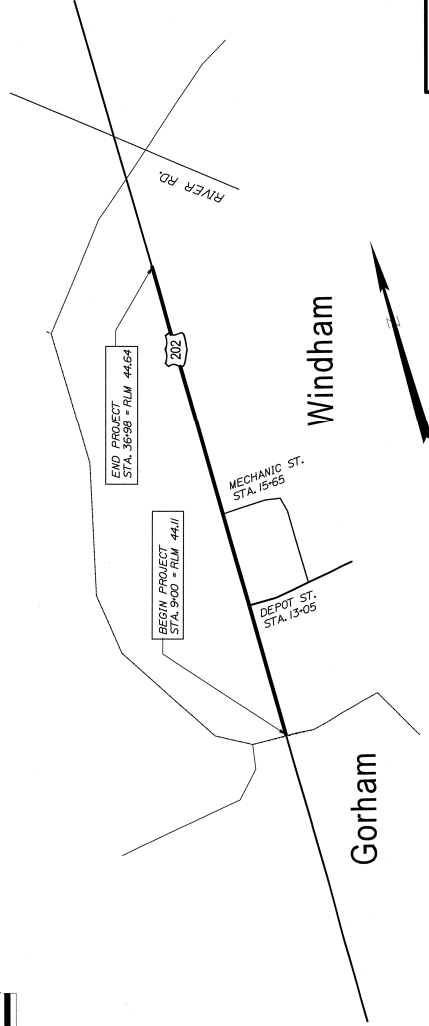 RIVER RD.
END PROJECT
STA. 36+98 = RLM 44.64
202
Windham
N
MECHANIC ST.
STA. 15+65
BEGIN PROJECT
STA. 9+00 = RLM 44.11
DEPOT ST.
STA. 13+05
Gorham